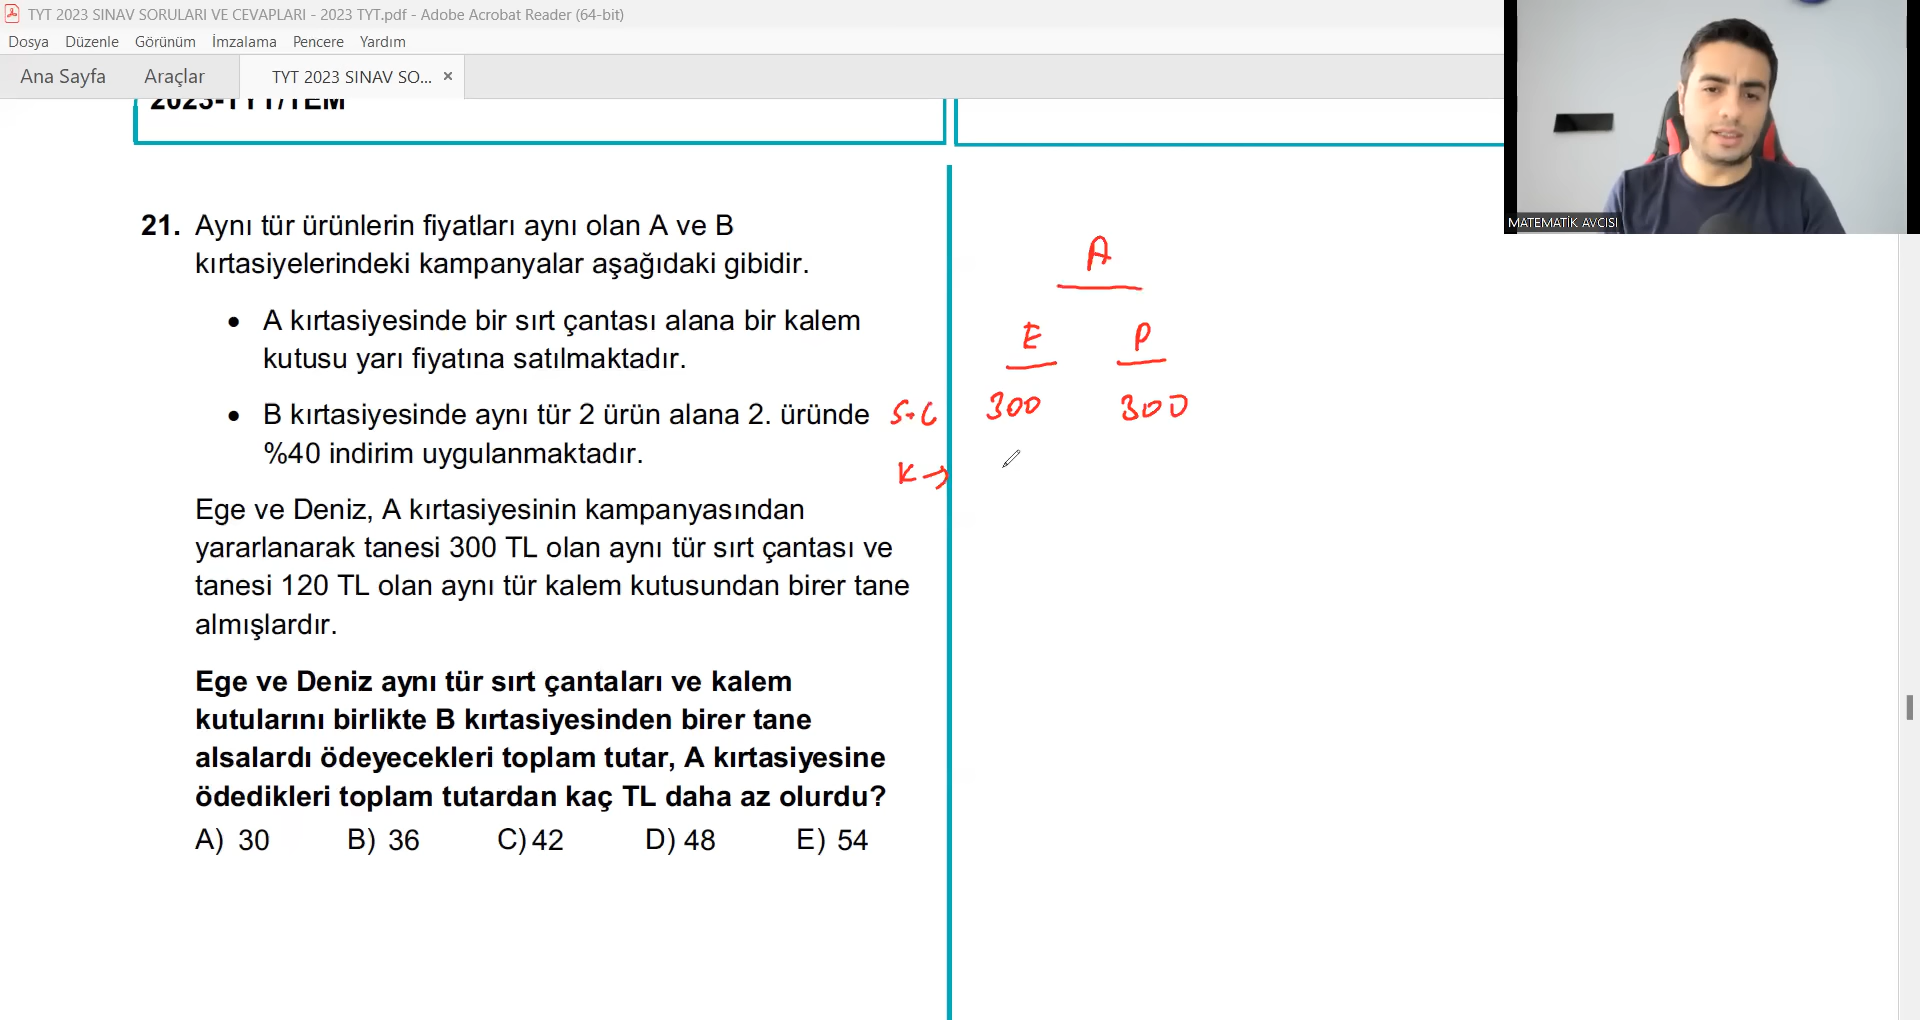 TYT 2023 SINAV SORULARI VE CEVAPLARI - 2023 TYT.pdf - Adobe Acrobat Reader (64-bit)
Dosya Düzenle Görünüm İmzalama Pencere Yardım
Ana Sayfa Araçlar TYT 2023 SINAV SO... ×
2023-TYT/TEM
MATEMATİK AVCISI
21. Aynı tür ürünlerin fiyatları aynı olan A ve B
kırtasiyelerindeki kampanyalar aşağıdaki gibidir.
• A kırtasiyesinde bir sırt çantası alana bir kalem
kutusu yarı fiyatına satılmaktadır.
• B kırtasiyesinde aynı tür 2 ürün alana 2. üründe
%40 indirim uygulanmaktadır.
Ege ve Deniz, A kırtasiyesinin kampanyasından
yararlanarak tanesi 300 TL olan aynı tür sırt çantası ve
tanesi 120 TL olan aynı tür kalem kutusundan birer tane
almışlardır.
Ege ve Deniz aynı tür sırt çantaları ve kalem
kutularını birlikte B kırtasiyesinden birer tane
alsalardı ödeyecekleri toplam tutar, A kırtasiyesine
ödedikleri toplam tutardan kaç TL daha az olurdu?
A) 30 B) 36 C) 42 D) 48 E) 54
A
E
300 300
K →